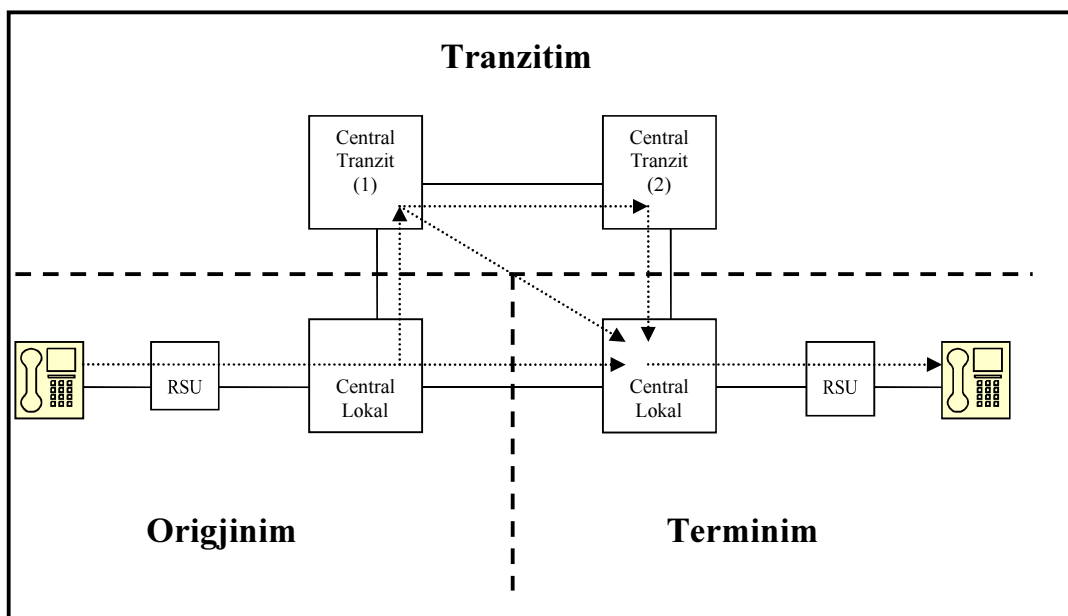 Tranzitim
Central
Tranzit
(1)
Central
Tranzit
(2)
RSU
Central
Lokal
Central
Lokal
RSU
Origjinim
Terminim